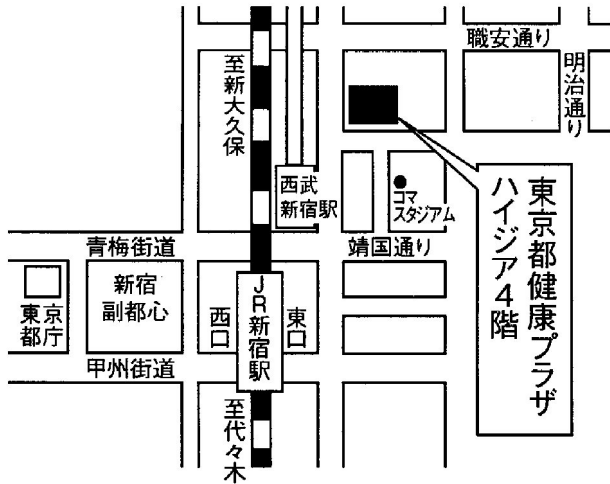 職安通り
明治通り
至新大久保
西武
新宿駅
コマ
スタジアム
東京都健康プラザ
ハイジア4階
青梅街道
靖国通り
新宿
副都心
東京
都庁
西口
JR新宿駅
東口
甲州街道
至代々木